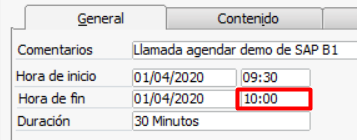 General Contenido
Comentarios Llamada agendar demo de SAP B1
Hora de inicio 01/04/2020 09:30
Hora de fin 01/04/2020 10:00
Duración 30 Minutos